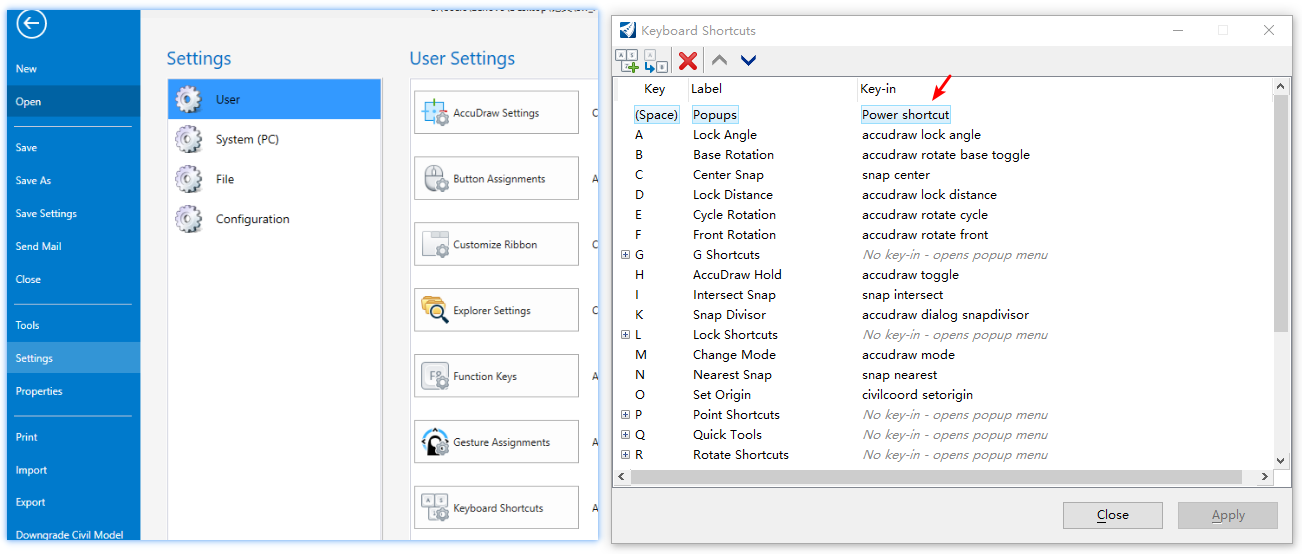 Settings
User Settings
New
Open
Save
Save As
Save Settings
Send Mail
Close
Tools
Settings
Properties
Print
Import
Export
Downgrade Civil Model
User
System (PC)
File
Configuration
AccuDraw Settings
Button Assignments
Customize Ribbon
Explorer Settings
Function Keys
Gesture Assignments
Keyboard Shortcuts
Keyboard Shortcuts
Key Label Key-in
(Space) Popups Power shortcut
A Lock Angle accudraw lock angle
B Base Rotation accudraw rotate base toggle
C Center Snap snap center
D Lock Distance accudraw lock distance
E Cycle Rotation accudraw rotate cycle
F Front Rotation accudraw rotate front
G G Shortcuts No key-in - opens popup menu
H AccuDraw Hold accudraw toggle
I Intersect Snap snap intersect
K Snap Divisor accudraw dialog snapdivisor
L Lock Shortcuts No key-in - opens popup menu
M Change Mode accudraw mode
N Nearest Snap snap nearest
O Set Origin civilcoord setorigin
P Point Shortcuts No key-in - opens popup menu
Q Quick Tools No key-in - opens popup menu
R Rotate Shortcuts No key-in - opens popup menu
Close Apply